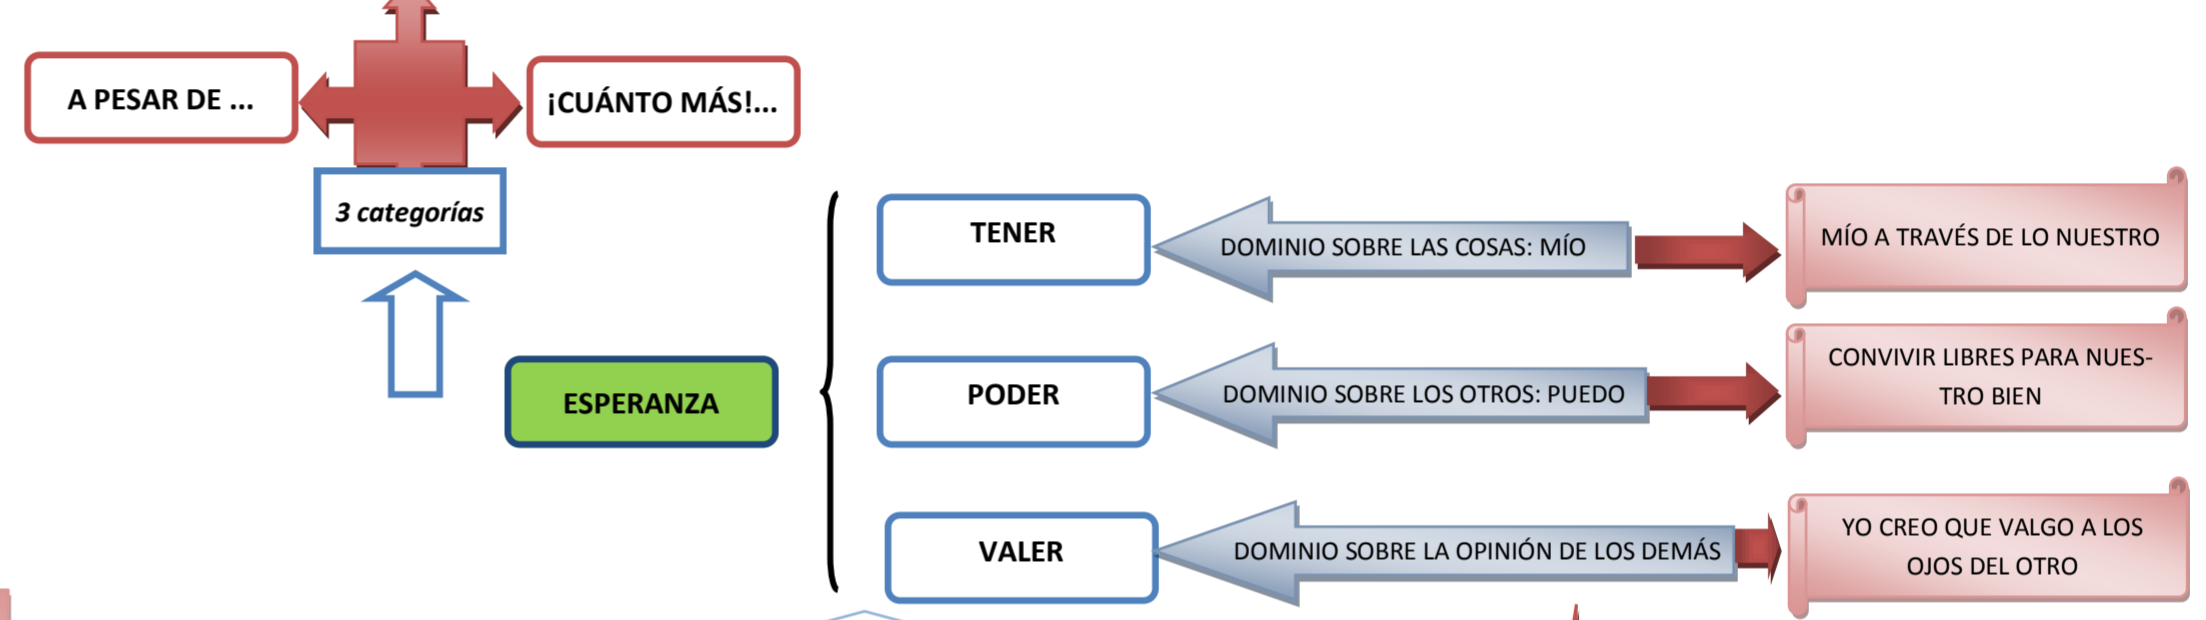 A PESAR DE ...
¡CUÁNTO MÁS!...
3 categorías
ESPERANZA
TENER
DOMINIO SOBRE LAS COSAS: MÍO
MÍO A TRAVÉS DE LO NUESTRO
PODER
DOMINIO SOBRE LOS OTROS: PUEDO
CONVIVIR LIBRES PARA NUES-
TRO BIEN
VALER
DOMINIO SOBRE LA OPINIÓN DE LOS DEMÁS
YO CREO QUE VALGO A LOS
OJOS DEL OTRO